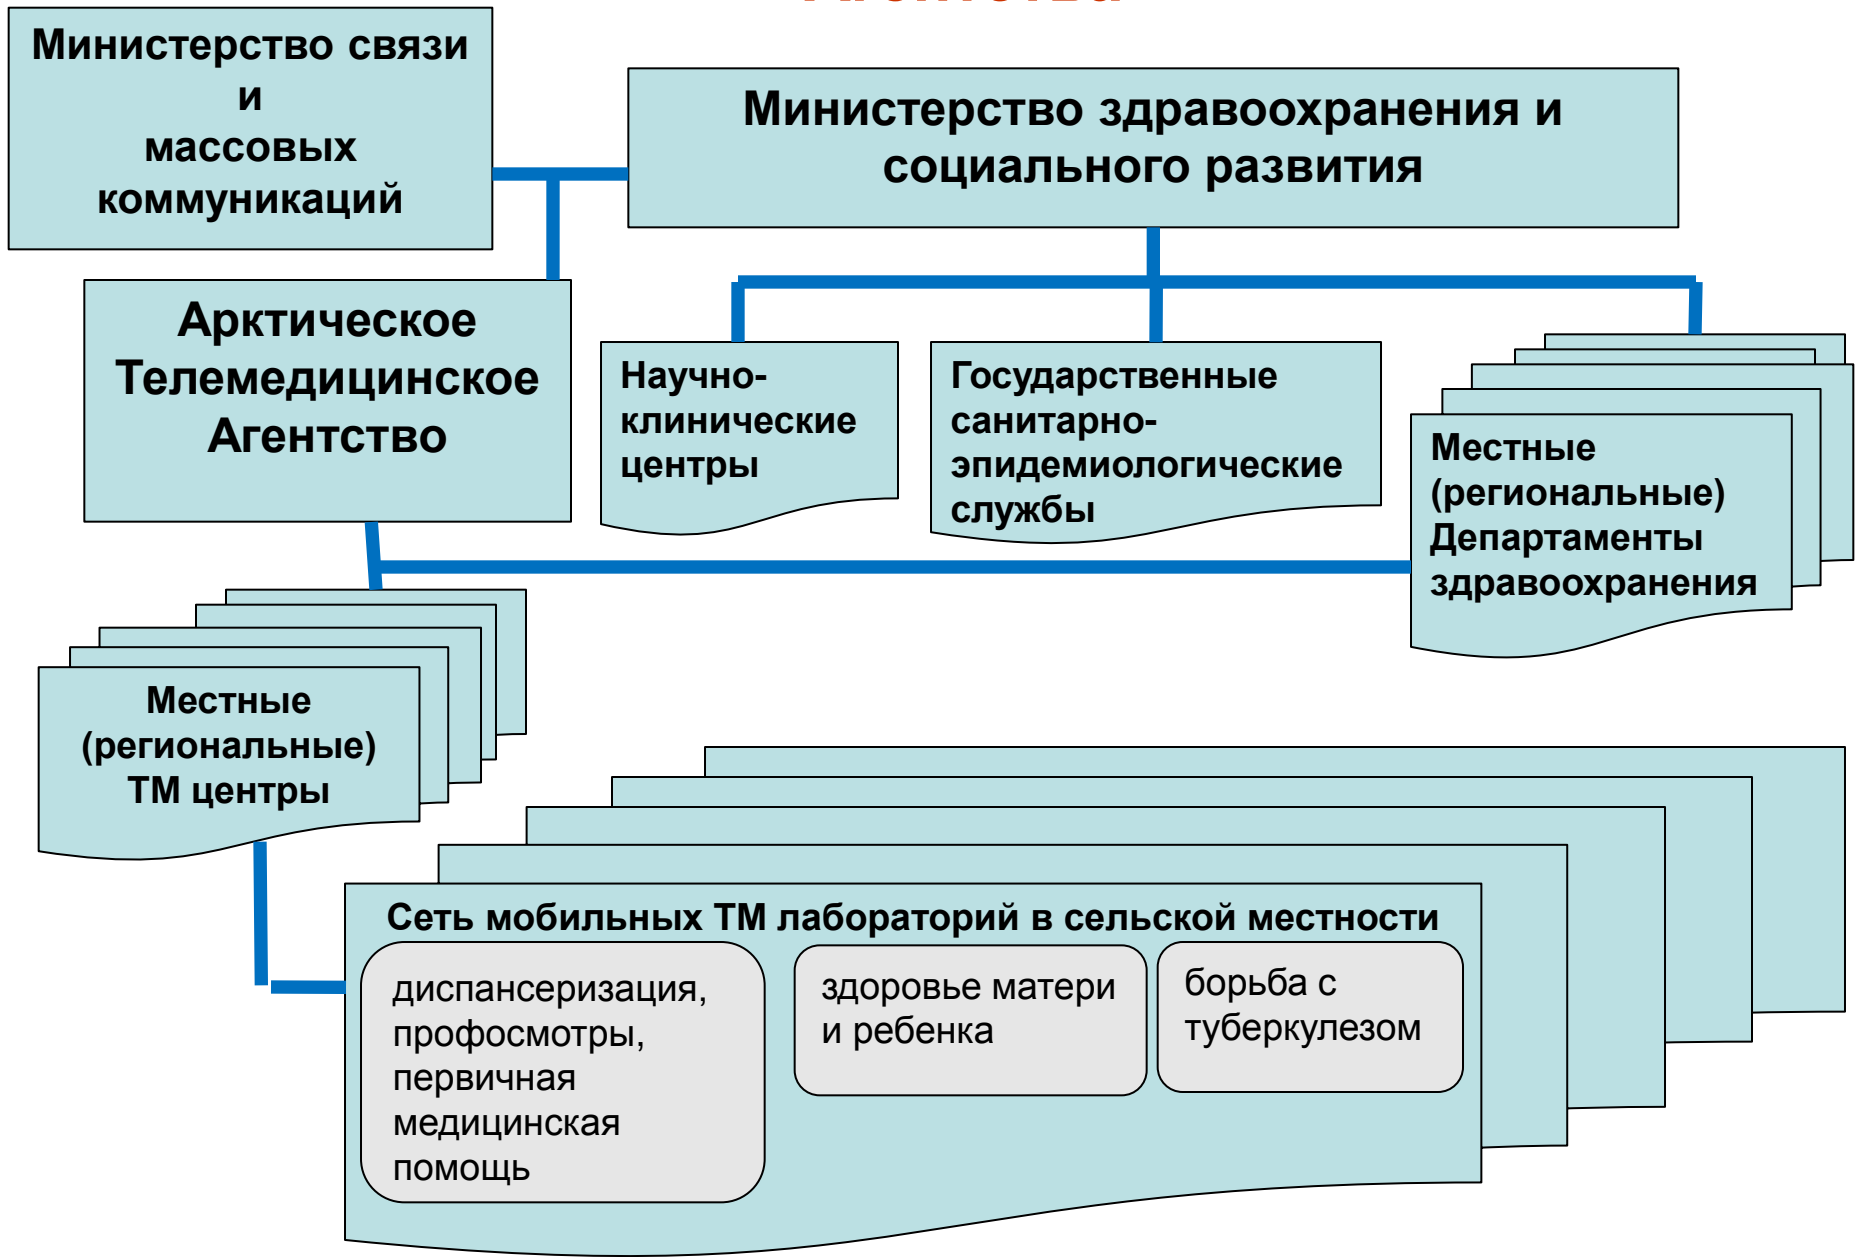 Министерство связи
и
массовых
коммуникаций
Министерство здравоохранения и
социального развития
Арктическое
Телемедицинское
Агентство
Научно-
клинические
центры
Государственные
санитарно-
эпидемиологические
службы
Местные
(региональные)
Департаменты
здравоохранения
Местные
(региональные)
ТМ центры
Сеть мобильных ТМ лабораторий в сельской местности
диспансеризация,
профосмотры,
первичная
медицинская
помощь
здоровье матери
и ребенка
борьба с
туберкулезом